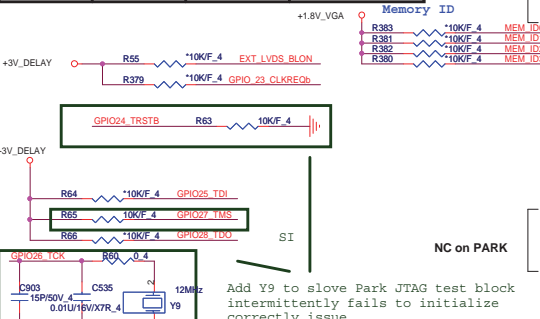 Memory ID
+1.8V_VGA
R383 *10K/F_4 MEM_ID
R381 *10K/F_4 MEM_ID
R382 *10K/F_4 MEM_ID
R380 *10K/F_4 MEM_ID
+3V_DELAY
R55 *10K/F_4 EXT_LVDS_BLON
R379 *10K/F_4 GPIO_23_CLKREQb
GPIO24_TRSTB R63 10K/F_4
+3V_DELAY
R64 *10K/F_4 GPIO25_TDI
R65 10K/F_4 GPIO27_TMS
R66 *10K/F_4 GPIO28_TDO
SI
NC on PARK
GPIO26_TCK R60 0_4
C903
15P/50V_4
C535
0.01U/16V/X7R_4
2
12MHz
Y9
Add Y9 to slove Park JTAG test block
intermittently fails to initialize
correctly issue